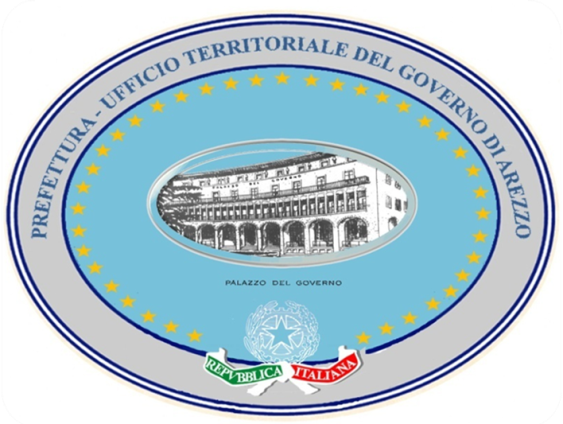 PREFETTURA - UFFICIO TERRITORIALE DEL GOVERNO DI AREZZO
PALAZZO DEL GOVERNO
REPVBBLICA ITALIANA